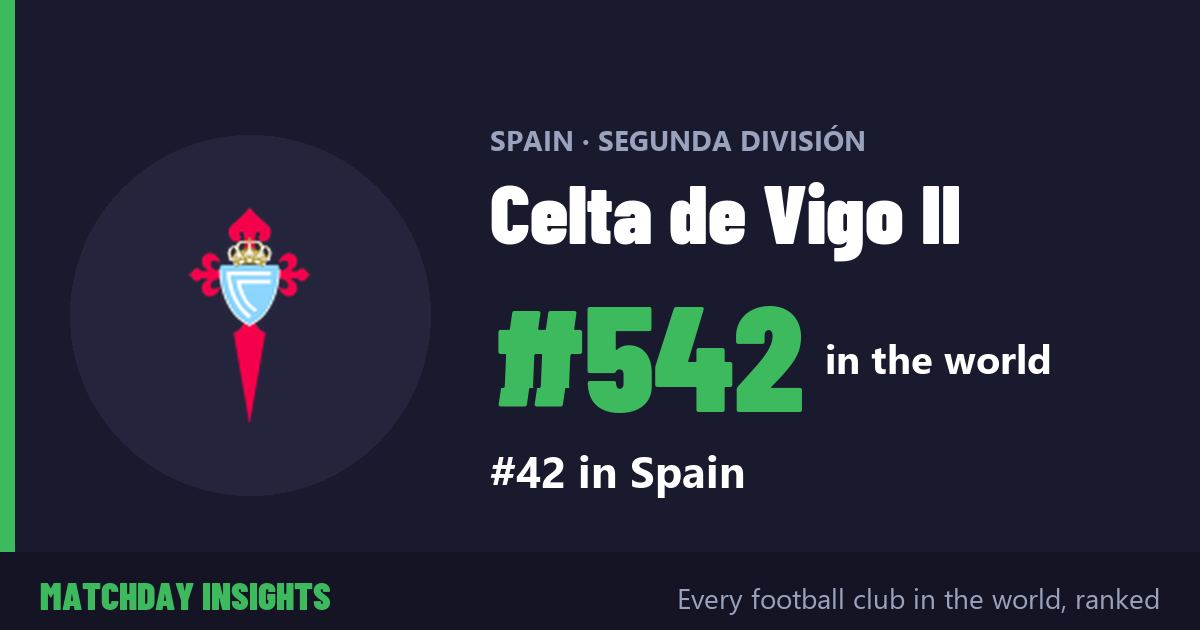 SPAIN · SEGUNDA DIVISIÓN
Celta de Vigo II
#542 in the world
#42 in Spain
MATCHDAY INSIGHTS
Every football club in the world, ranked